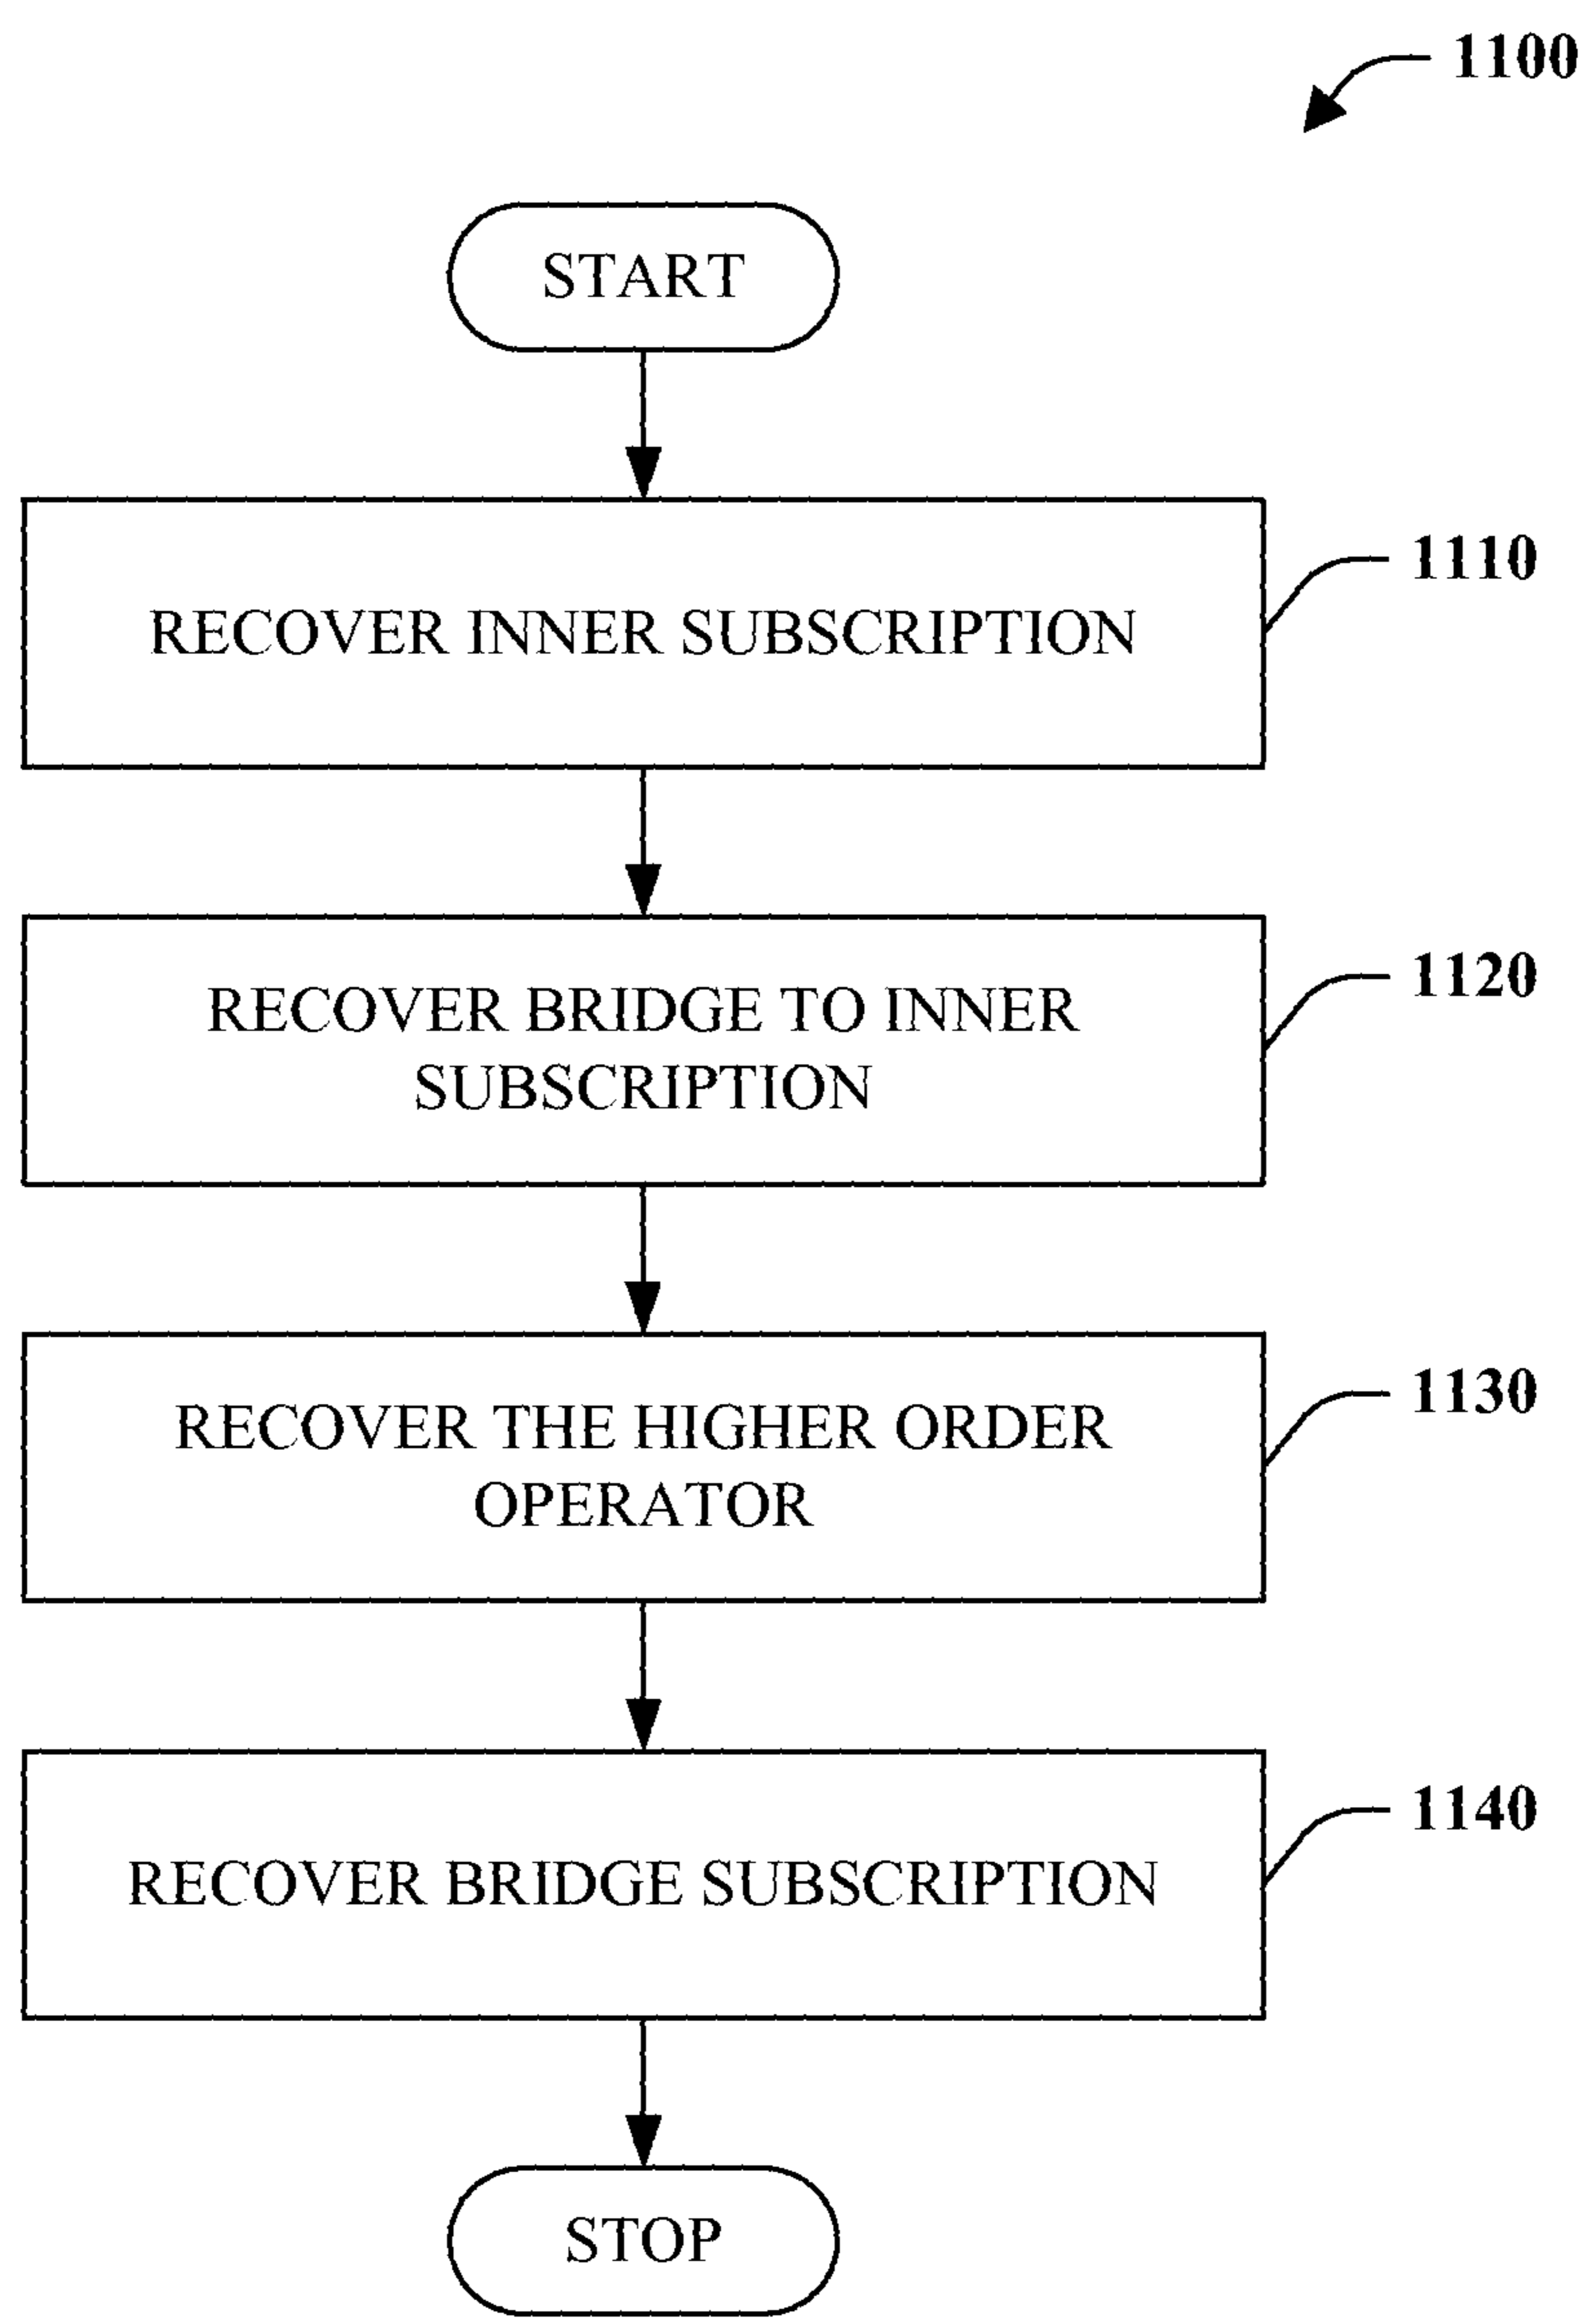 1100
START
RECOVER INNER SUBSCRIPTION
1110
RECOVER BRIDGE TO INNER
SUBSCRIPTION
1120
RECOVER THE HIGHER ORDER
OPERATOR
1130
RECOVER BRIDGE SUBSCRIPTION
1140
STOP